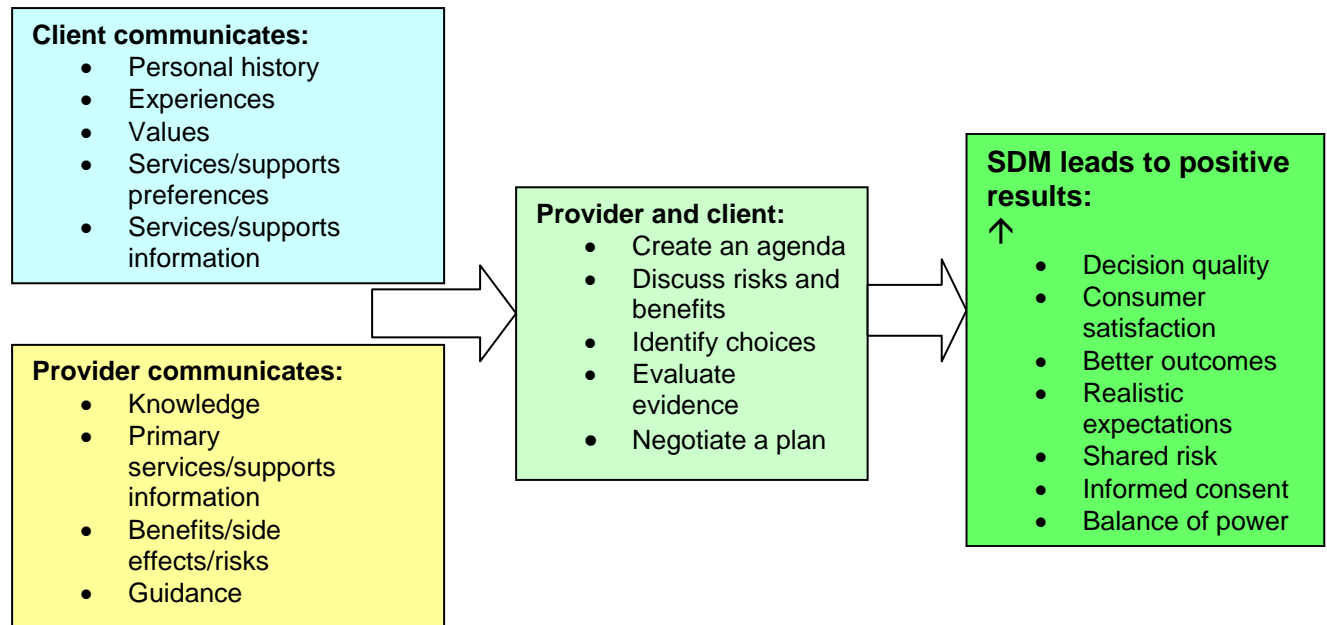 Client communicates:
• Personal history
• Experiences
• Values
• Services/supports
preferences
• Services/supports
information
Provider communicates:
• Knowledge
• Primary
services/supports
information
• Benefits/side
effects/risks
• Guidance
Provider and client:
• Create an agenda
• Discuss risks and
benefits
• Identify choices
• Evaluate
evidence
• Negotiate a plan
SDM leads to positive
results:
↑
• Decision quality
• Consumer
satisfaction
• Better outcomes
• Realistic
expectations
• Shared risk
• Informed consent
• Balance of power